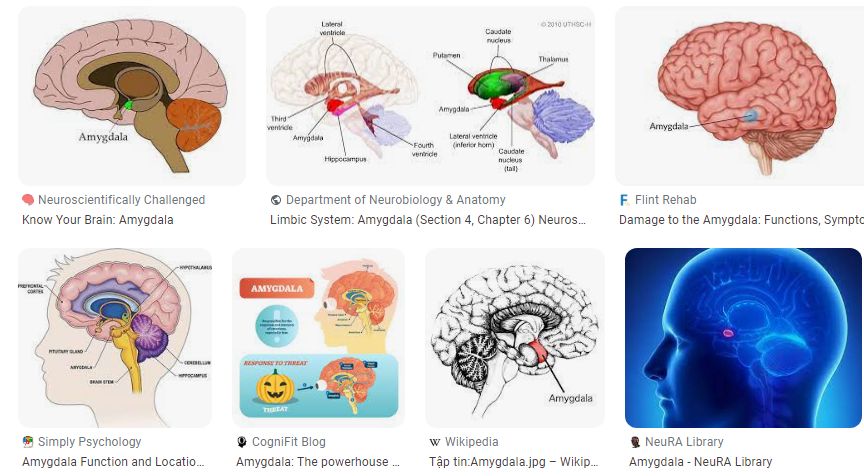 Amygdala
Neuroscientifically Challenged
Know Your Brain: Amygdala
© 2010 UTHSC-H
Lateral
ventricle
Third
ventricle
Amygdala
Hippocampus
Fourth
ventricle
Caudate
nucleus
Putamen
Thalamus
Amygdala
Lateral ventricle
(inferior horn)
Caudate
nucleus
(tail)
Department of Neurobiology & Anatomy
Limbic System: Amygdala (Section 4, Chapter 6) Neuros...
Amygdala
F Flint Rehab
Damage to the Amygdala: Functions, Sympto
HYPOTHALAMUS
PREFRONTAL
CORTEX
PITUITARY GLAND
AMYGDALA
BRAIN STEM
CEREBELLUM
HIPPOCAMPUS
Simply Psychology
Amygdala Function and Locatio...
AMYGDALA
RESPONSE TO THREAT
THREAT
CogniFit Blog
Amygdala: The powerhouse ...
Amygdala
W Wikipedia
Tập tin:Amygdala.jpg – Wikip...
NeuRA Library
Amygdala - NeuRA Library